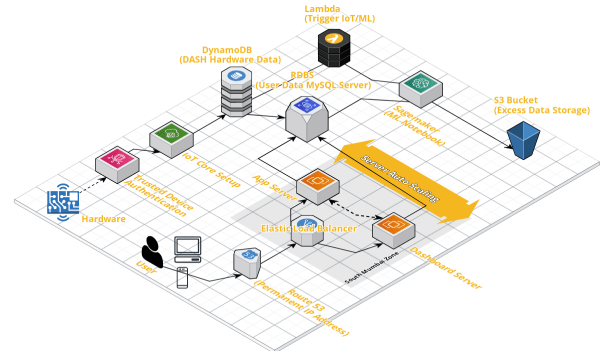 Lambda
(Trigger IoT/ML)
DynamoDB
(DASH Hardware Data)
RDBS
(User Data MySQL Server)
Sagemaker
(ML Notebook)
S3 Bucket
(Excess Data Storage)
IoT Core Setup
Trusted Device
Authentication
Hardware
Server Auto Scaling
App Server
Elastic Load Balancer
Dashboard Server
South Mumbai Zone
User
Route 53
(Permanent IP Address)